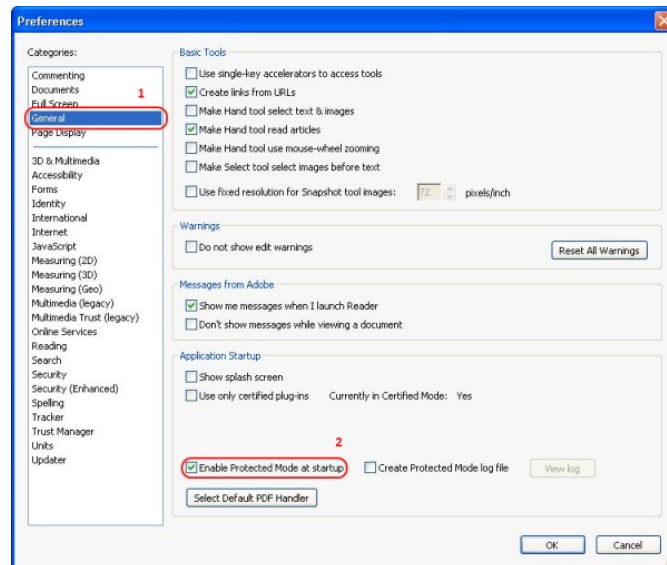 Preferences
Categories:
Commenting
Documents
Full Screen
General
Page Display
1
3D & Multimedia
Accessibility
Forms
Identity
International
Internet
JavaScript
Measuring (2D)
Measuring (3D)
Measuring (Geo)
Multimedia (legacy)
Multimedia Trust (legacy)
Online Services
Reading
Search
Security
Security (Enhanced)
Spelling
Tracker
Trust Manager
Units
Updater
Basic Tools
Use single-key accelerators to access tools
Create links from URLs
Make Hand tool select text & images
Make Hand tool read articles
Make Hand tool use mouse-wheel zooming
Make Select tool select images before text
Use fixed resolution for Snapshot tool images: 72 pixels/inch
Warnings
Do not show edit warnings Reset All Warnings
Messages from Adobe
Show me messages when I launch Reader
Don't show messages while viewing a document
Application Startup
Show splash screen
Use only certified plug-ins Currently in Certified Mode: Yes
2
Enable Protected Mode at startup Create Protected Mode log file View log
Select Default PDF Handler
OK Cancel